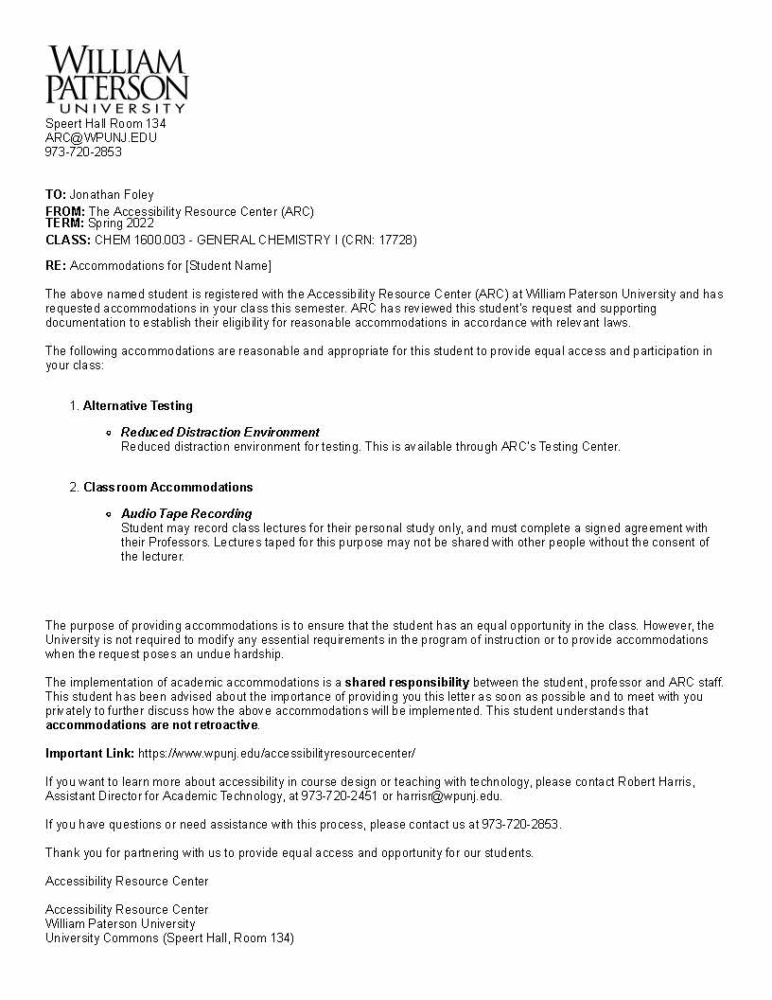 WILLIAM
PATERSON
UNIVERSITY
Speert Hall Room 134
ARC@WPUNJ.EDU
973-720-2853
TO: Jonathan Foley
FROM: The Accessibility Resource Center (ARC)
TERM: Spring 2022
CLASS: CHEM 1600.003 - GENERAL CHEMISTRY I (CRN: 17728)
RE: Accommodations for [Student Name]
The above named student is registered with the Accessibility Resource Center (ARC) at William Paterson University and has
requested accommodations in your class this semester. ARC has reviewed this student's request and supporting
documentation to establish their eligibility for reasonable accommodations in accordance with relevant laws.
The following accommodations are reasonable and appropriate for this student to provide equal access and participation in
your class:
1. Alternative Testing
Reduced Distraction Environment
Reduced distraction environment for testing. This is available through ARC's Testing Center.
2. Classroom Accommodations
Audio Tape Recording
Student may record class lectures for their personal study only, and must complete a signed agreement with
their Professors. Lectures taped for this purpose may not be shared with other people without the consent of
the lecturer.
The purpose of providing accommodations is to ensure that the student has an equal opportunity in the class. However, the
University is not required to modify any essential requirements in the program of instruction or to provide accommodations
when the request poses an undue hardship.
The implementation of academic accommodations is a shared responsibility between the student, professor and ARC staff.
This student has been advised about the importance of providing you this letter as soon as possible and to meet with you
privately to further discuss how the above accommodations will be implemented. This student understands that
accommodations are not retroactive.
Important Link: https://www.wpunj.edu/accessibilityresourcecenter/
If you want to learn more about accessibility in course design or teaching with technology, please contact Robert Harris,
Assistant Director for Academic Technology, at 973-720-2451 or harrisr@wpunj.edu.
If you have questions or need assistance with this process, please contact us at 973-720-2853.
Thank you for partnering with us to provide equal access and opportunity for our students.
Accessibility Resource Center
Accessibility Resource Center
William Paterson University
University Commons (Speert Hall, Room 134)